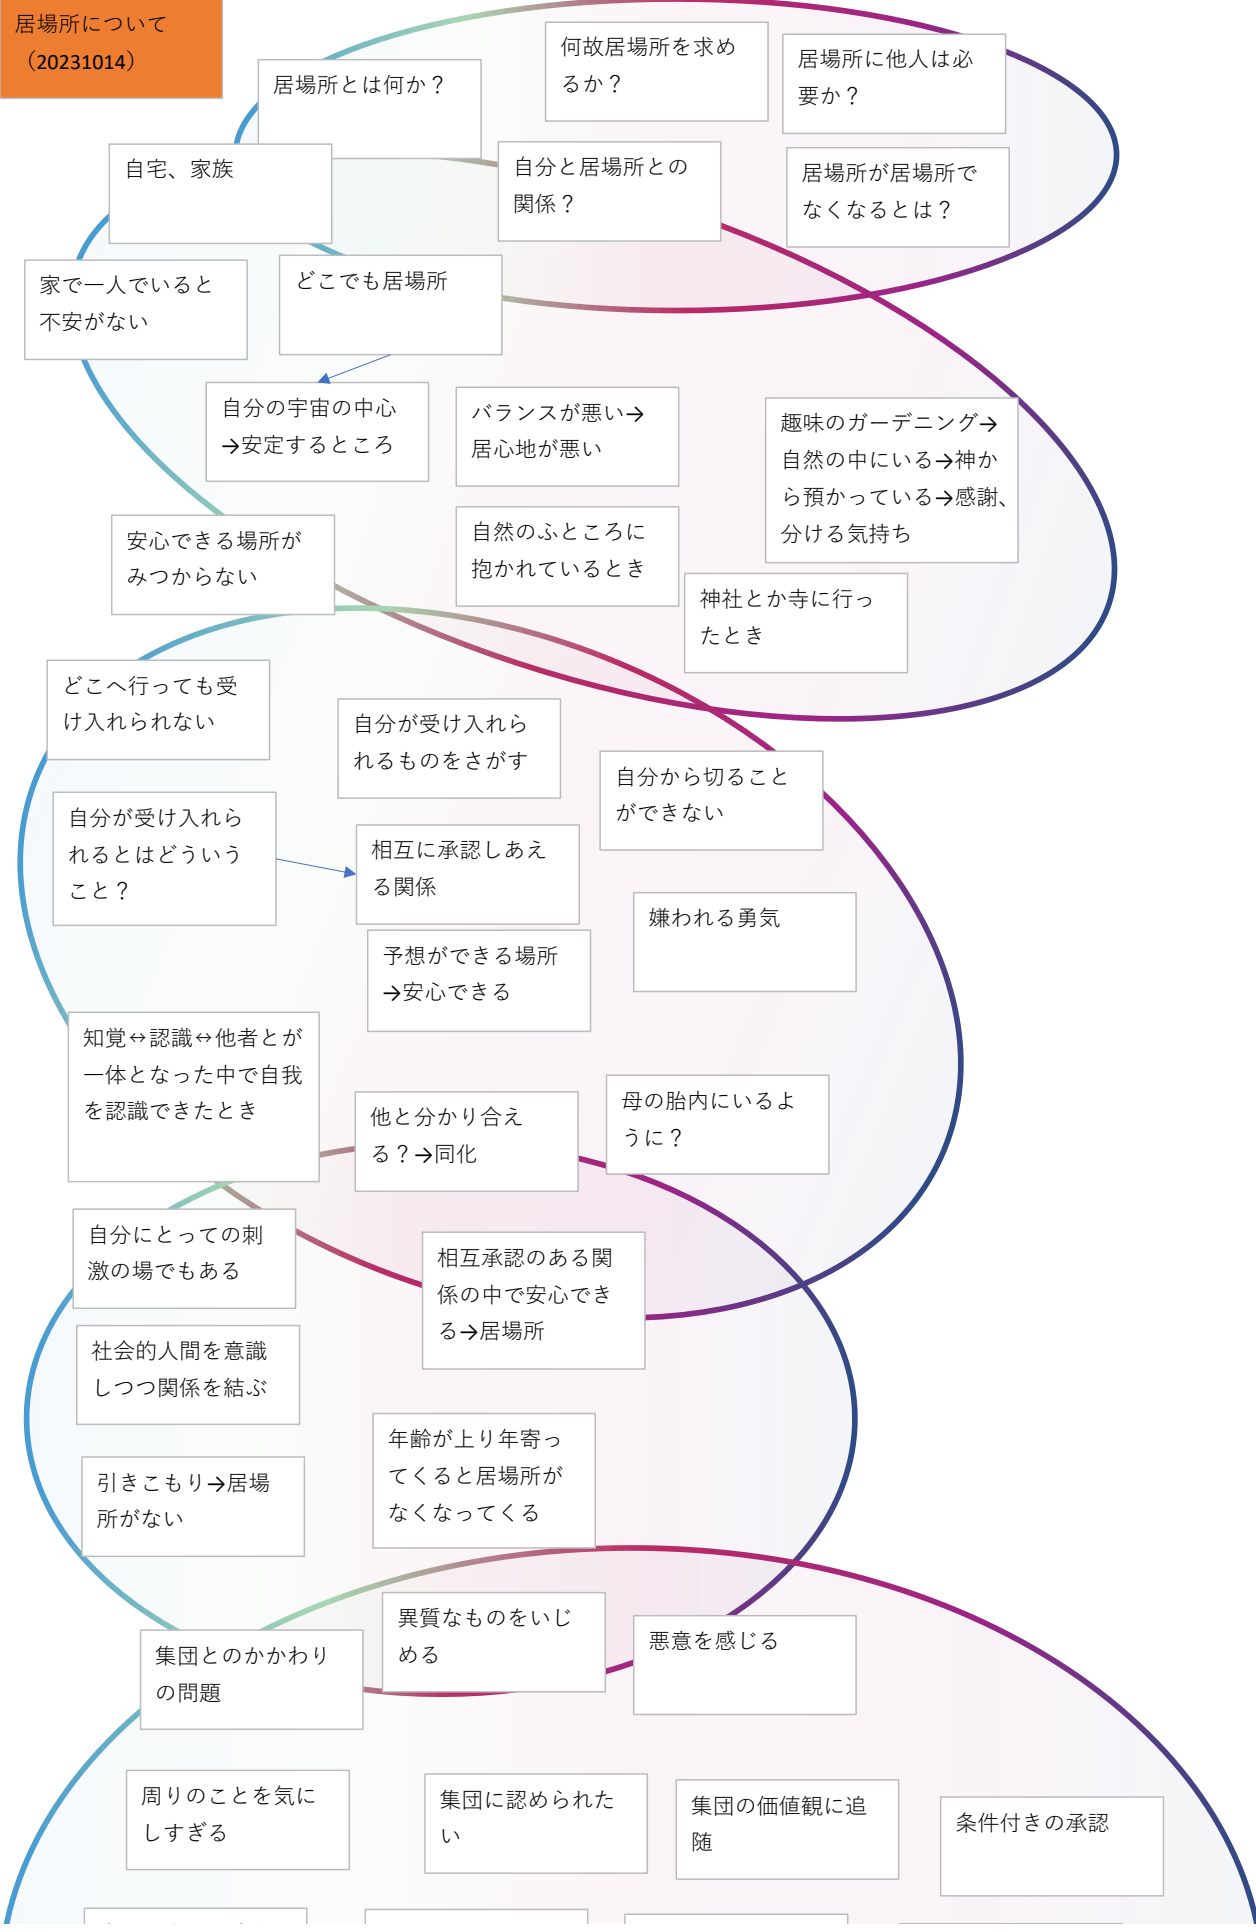 居場所について
（20231014）
居場所とは何か？
何故居場所を求め
るか？
居場所に他人は必
要か？
自宅、家族
自分と居場所との
関係？
居場所が居場所で
なくなるとは？
家で一人でいると
不安がない
どこでも居場所
自分の宇宙の中心
→安定するところ
バランスが悪い→
居心地が悪い
趣味のガーデニング→
自然の中にいる→神か
ら預かっている→感謝、
分ける気持ち
安心できる場所が
みつからない
自然のふところに
抱かれているとき
神社とか寺に行っ
たとき
どこへ行っても受
け入れられない
自分が受け入れら
れるものをさがす
自分から切ること
ができない
自分が受け入れら
れるとはどういう
こと？
相互に承認しあえ
る関係
嫌われる勇気
予想ができる場所
→安心できる
知覚↔認識↔他者とが
一体となった中で自我
を認識できたとき
他と分かり合え
る？→同化
母の胎内にいるよ
うに？
自分にとっての刺
激の場でもある
相互承認のある関
係の中で安心でき
る→居場所
社会的人間を意識
しつつ関係を結ぶ
年齢が上り年寄っ
てくると居場所が
なくなってくる
引きこもり→居場
所がない
異質なものをいじ
める
悪意を感じる
集団とのかかわり
の問題
周りのことを気に
しすぎる
集団に認められた
い
集団の価値観に追
随
条件付きの承認